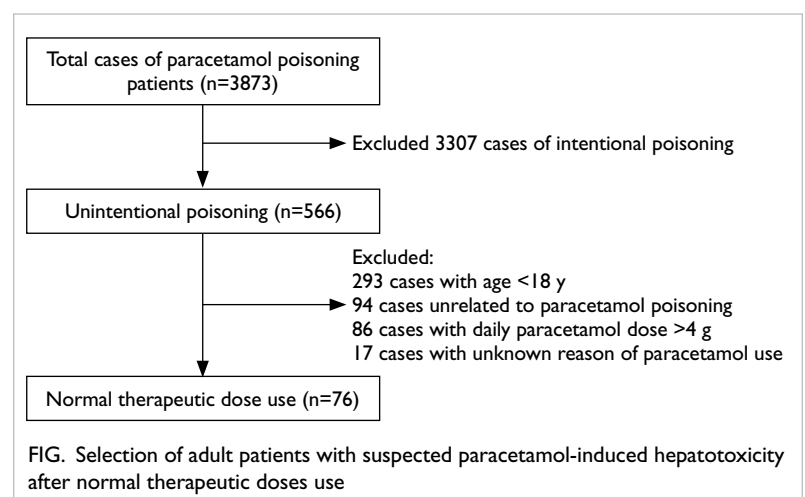 Total cases of paracetamol poisoning
patients (n=3873)
Excluded 3307 cases of intentional poisoning
Unintentional poisoning (n=566)
Excluded:
293 cases with age <18 y
94 cases unrelated to paracetamol poisoning
86 cases with daily paracetamol dose >4 g
17 cases with unknown reason of paracetamol use
Normal therapeutic dose use (n=76)
FIG. Selection of adult patients with suspected paracetamol-induced hepatotoxicity
after normal therapeutic doses use